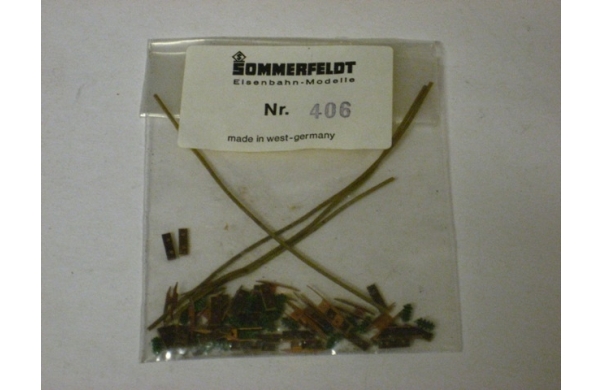 SOMMERFELDT
Eisenbahn-Modelle
Nr. 406
made in west-germany